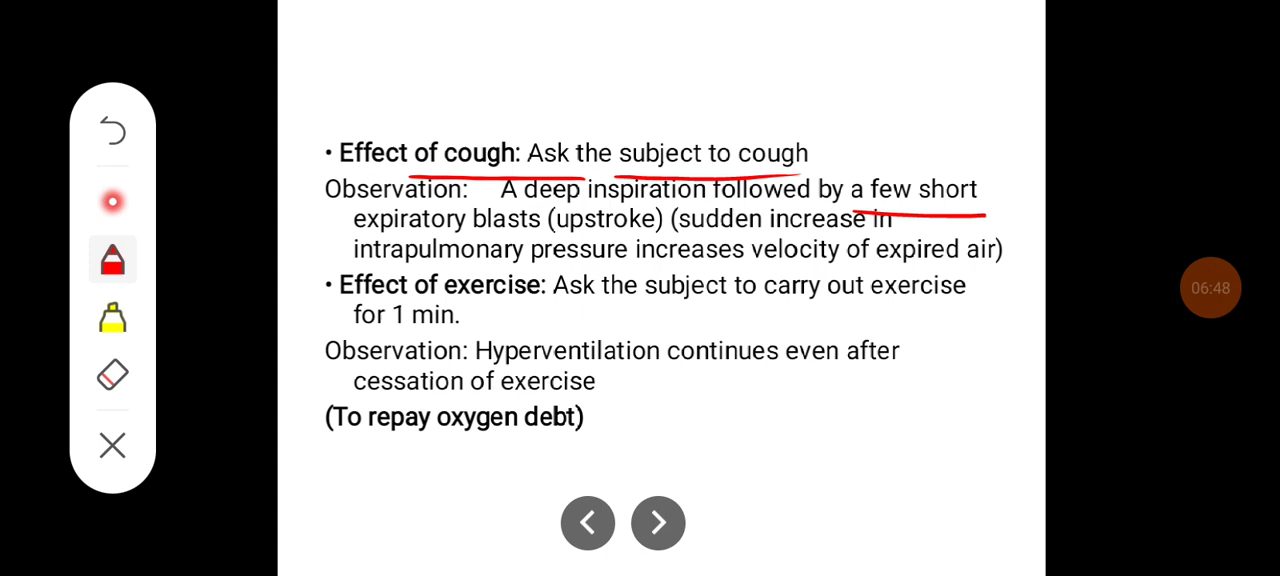 • Effect of cough: Ask the subject to cough
Observation: A deep inspiration followed by a few short
expiratory blasts (upstroke) (sudden increase in
intrapulmonary pressure increases velocity of expired air)
• Effect of exercise: Ask the subject to carry out exercise
for 1 min.
Observation: Hyperventilation continues even after
cessation of exercise
(To repay oxygen debt)
06:48